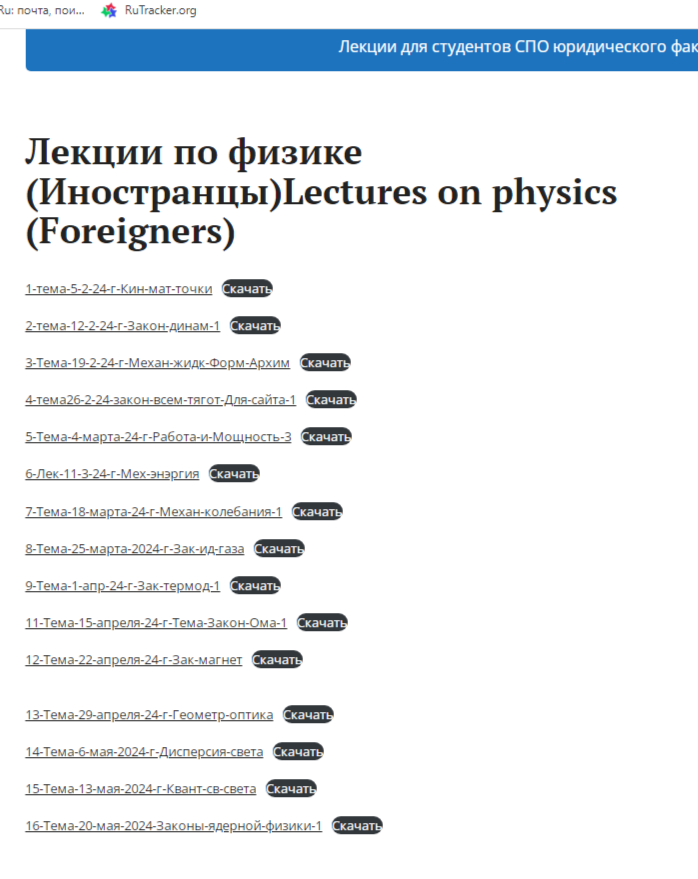 Ru: почта, пои... RuTracker.org
Лекции для студентов СПО юридического фак
Лекции по физике
(Иностранцы)Lectures on physics
(Foreigners)
1-тема-5-2-24-г-Кин-мат-точки Скачать
2-тема-12-2-24-г-Закон-динам-1 Скачать
3-Тема-19-2-24-г-Механ-жидк-Форм-Архим Скачать
4-тема26-2-24-закон-всем-тягот-Для-сайта-1 Скачать
5-Тема-4-марта-24-г-Работа-и-Мощность-3 Скачать
6-Лек-11-3-24-г-Мех-энэргия Скачать
7-Тема-18-марта-24-г-Механ-колебания-1 Скачать
8-Тема-25-марта-2024-г-Зак-ид-газа Скачать
9-Тема-1-апр-24-г-Зак-термод-1 Скачать
11-Тема-15-апреля-24-г-Тема-Закон-Ома-1 Скачать
12-Тема-22-апреля-24-г-Зак-магнет Скачать
13-Тема-29-апреля-24-г-Геометр-оптика Скачать
14-Тема-6-мая-2024-г-Дисперсия-света Скачать
15-Тема-13-мая-2024-г-Квант-св-света Скачать
16-Тема-20-мая-2024-Законы-ядерной-физики-1 Скачать